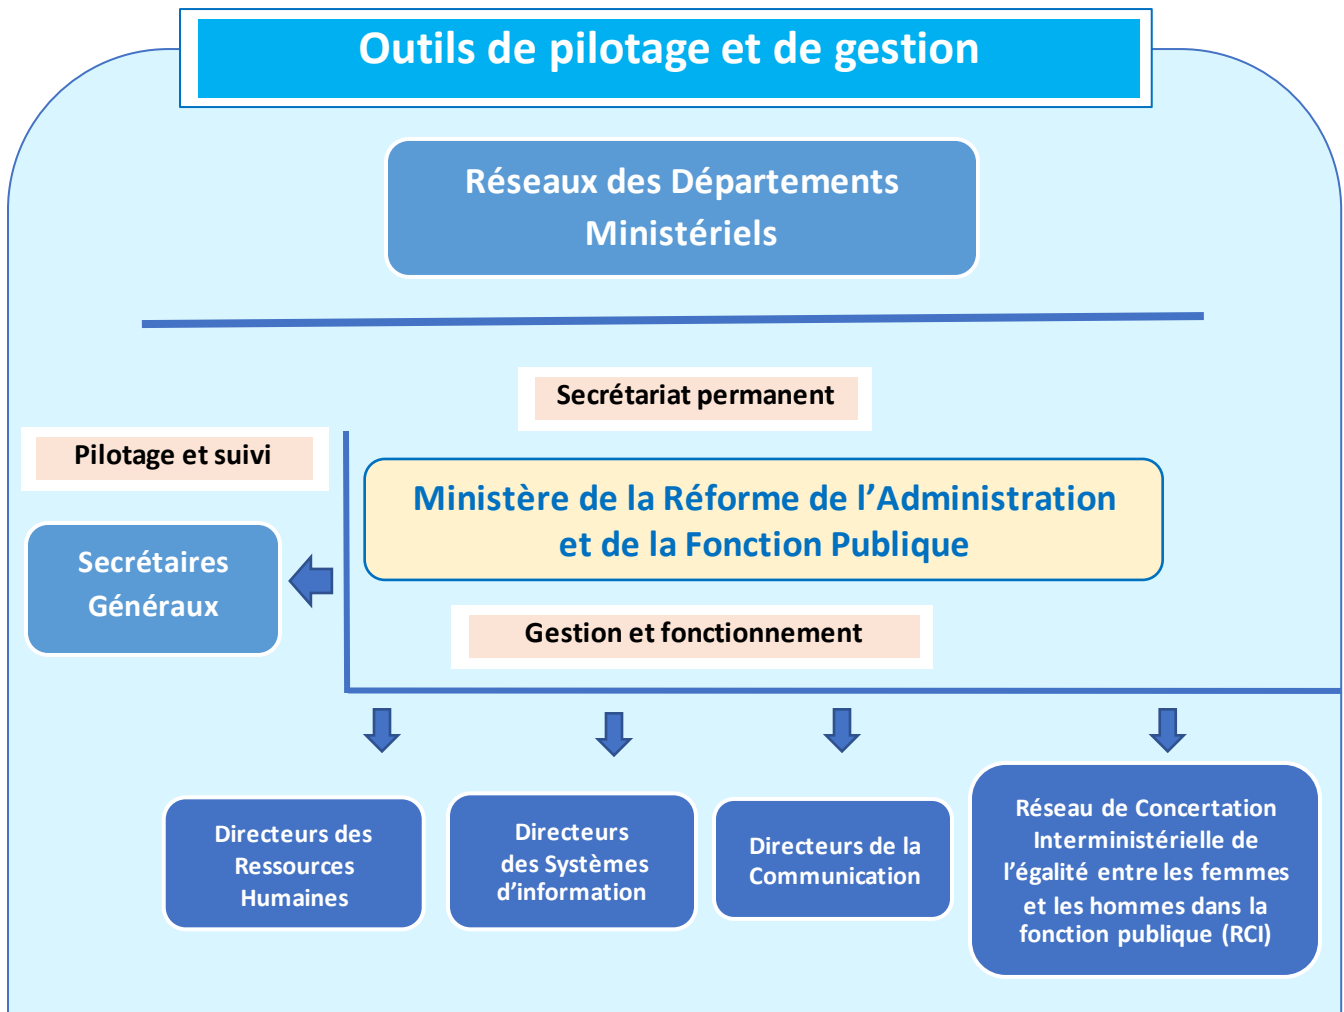 Outils de pilotage et de gestion
Réseaux des Départements
Ministériels
Secrétariat permanent
Pilotage et suivi
Ministère de la Réforme de l’Administration
et de la Fonction Publique
Secrétaires
Généraux
Gestion et fonctionnement
Directeurs des
Ressources
Humaines
Directeurs
des Systèmes
d’information
Directeurs de la
Communication
Réseau de Concertation
Interministérielle de
l’égalité entre les femmes
et les hommes dans la
fonction publique (RCI)